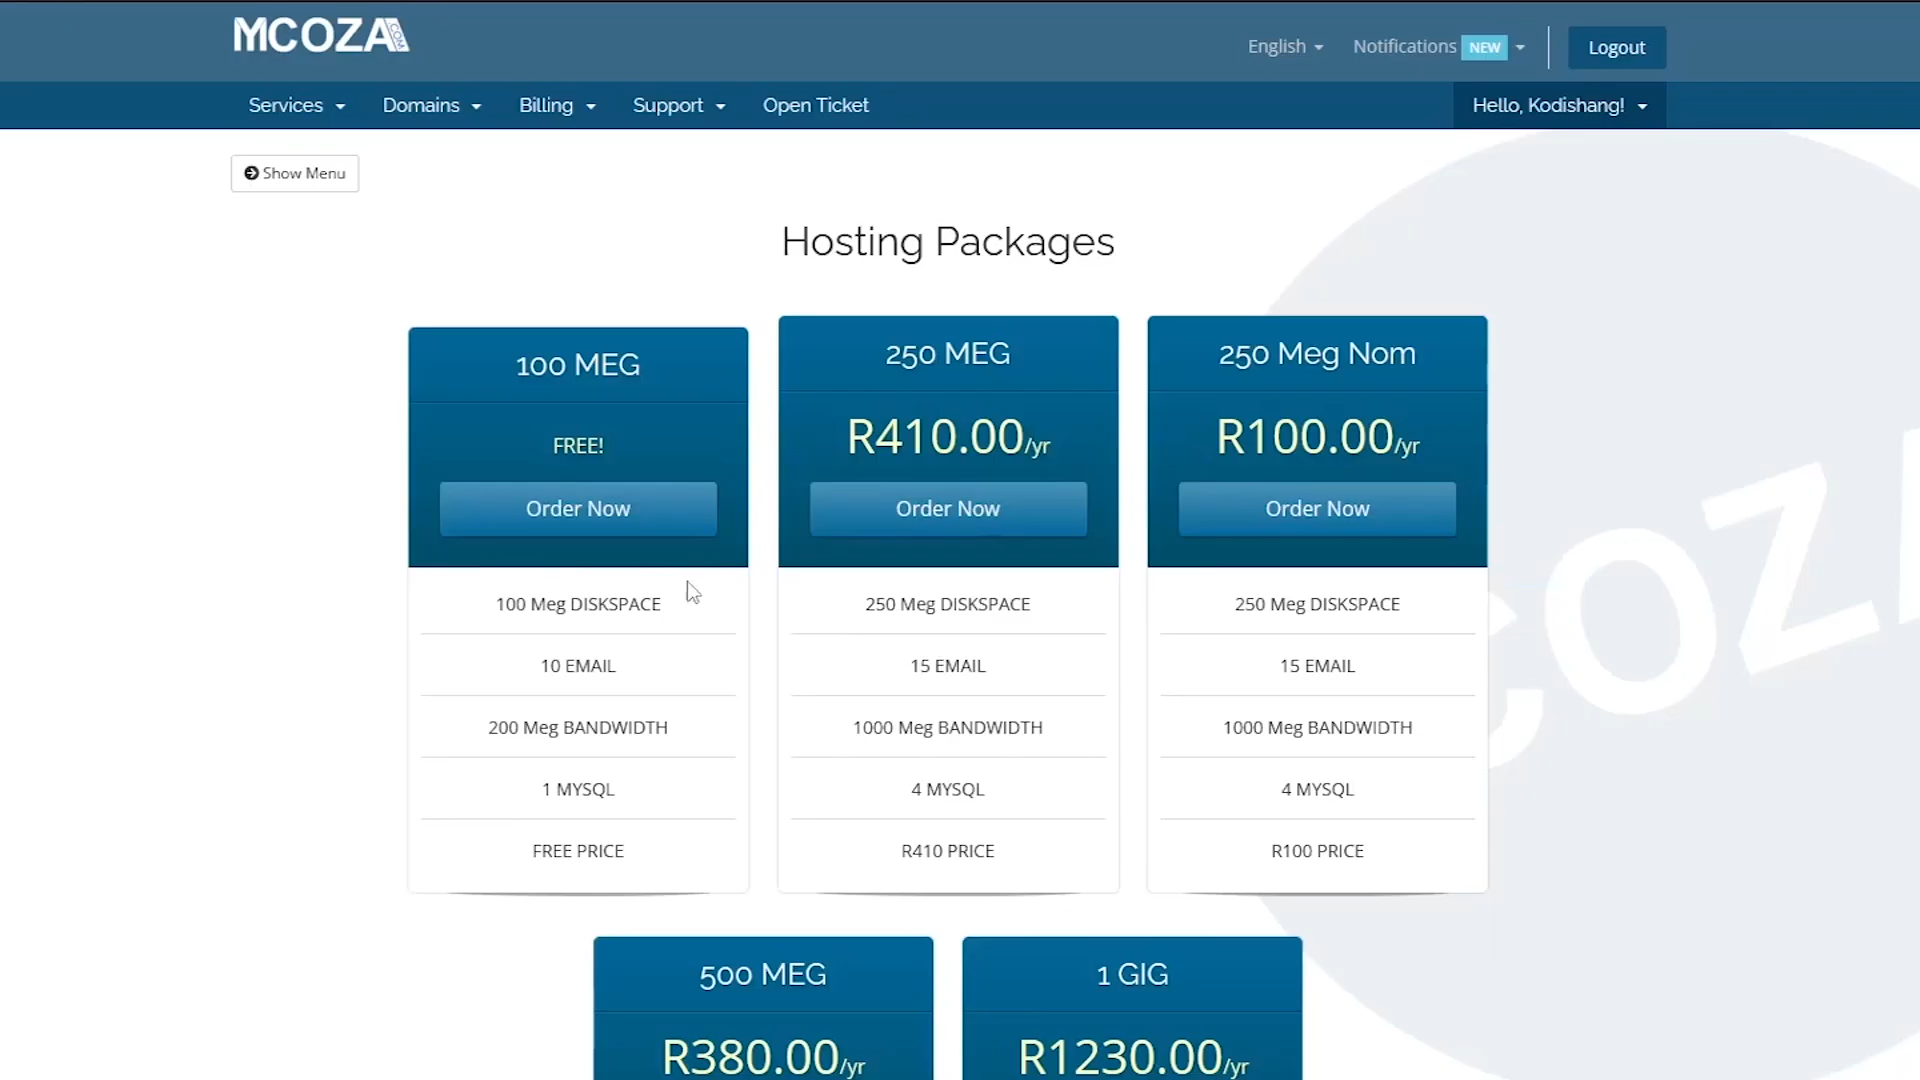 MCOZA.COM
English
Notifications NEW
Logout
Services
Domains
Billing
Support
Open Ticket
Hello, Kodishang!
Show Menu
Hosting Packages
100 MEG
FREE!
Order Now
100 Meg DISKSPACE
10 EMAIL
200 Meg BANDWIDTH
1 MYSQL
FREE PRICE
250 MEG
R410.00/yr
Order Now
250 Meg DISKSPACE
15 EMAIL
1000 Meg BANDWIDTH
4 MYSQL
R410 PRICE
250 Meg Nom
R100.00/yr
Order Now
250 Meg DISKSPACE
15 EMAIL
1000 Meg BANDWIDTH
4 MYSQL
R100 PRICE
500 MEG
R380.00/yr
1 GIG
R1230.00/yr
COZA